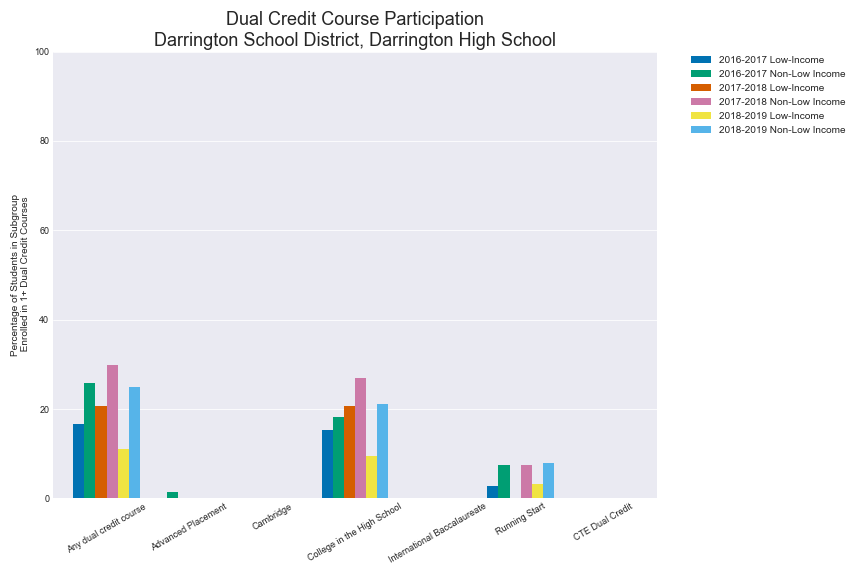 Dual Credit Course Participation
Darrington School District, Darrington High School
Percentage of Students in Subgroup
Enrolled in 1+ Dual Credit Courses
100
80
60
40
20
0
Any dual credit course
Advanced Placement
Cambridge
College in the High School
International Baccalaureate
Running Start
CTE Dual Credit
2016-2017 Low-Income
2016-2017 Non-Low Income
2017-2018 Low-Income
2017-2018 Non-Low Income
2018-2019 Low-Income
2018-2019 Non-Low Income